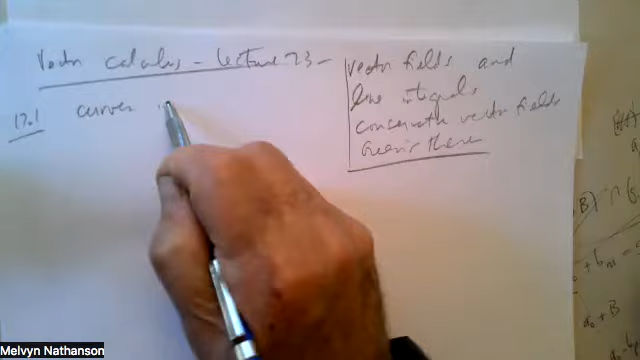 Vector calculus - Lecture 23 -
vector fields and
line integrals
conservative vector fields
Green's theorem
17.1 curves
Melvyn Nathanson